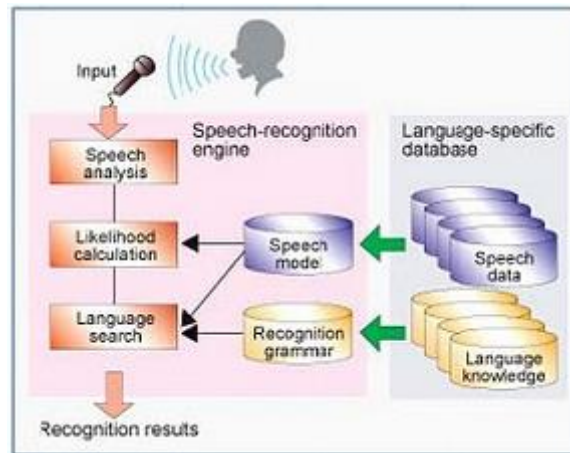 Input
Speech-recognition
engine
Language-specific
database
Speech
analysis
Likelihood
calculation
Language
search
Speech
model
Recognition
grammar
Speech
data
Language
knowledge
Recognition results